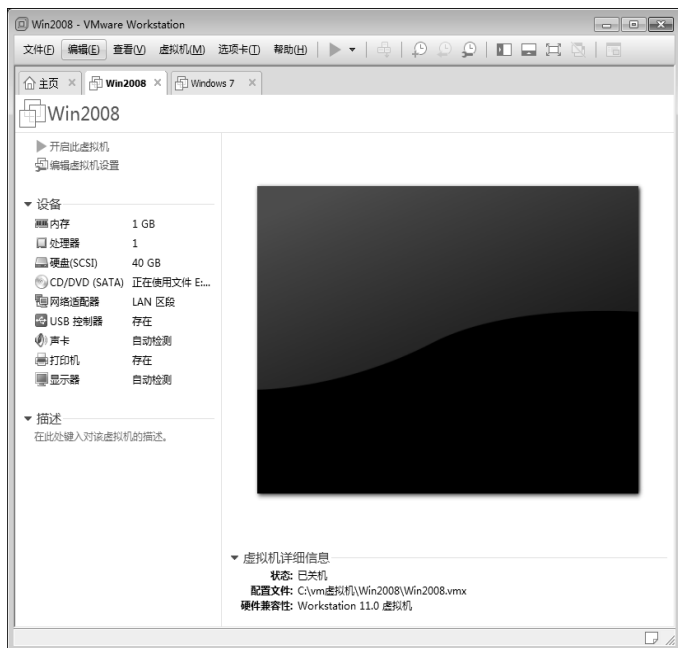 Win2008 - VMware Workstation
文件(F) 编辑(E) 查看(V) 虚拟机(M) 选项卡(T) 帮助(H)
主页 Win2008 Windows 7
Win2008
开启此虚拟机
编辑虚拟机设置
设备
内存 1 GB
处理器 1
硬盘(SCSI) 40 GB
CD/DVD (SATA) 正在使用文件 E:...
网络适配器 LAN 区段
USB 控制器 存在
声卡 自动检测
打印机 存在
显示器 自动检测
描述
在此处键入对该虚拟机的描述。
虚拟机详细信息
状态: 已关机
配置文件: C:\vm虚拟机\Win2008\Win2008.vmx
硬件兼容性: Workstation 11.0 虚拟机